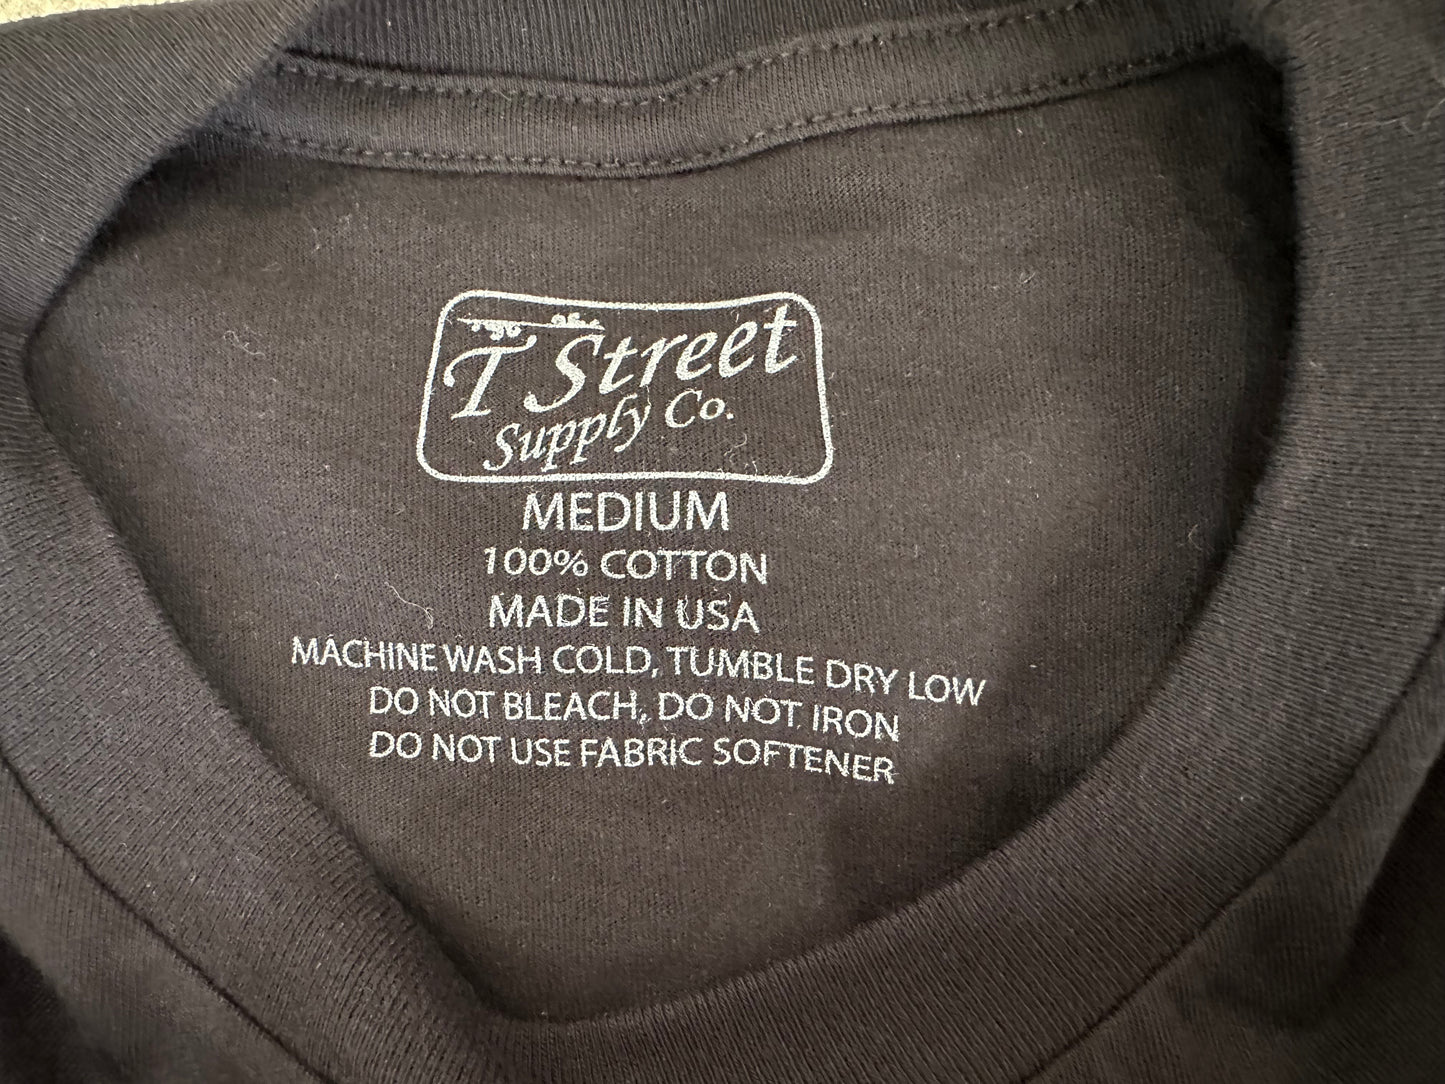 T Street
Supply Co.
MEDIUM
100% COTTON
MADE IN USA
MACHINE WASH COLD, TUMBLE DRY LOW
DO NOT BLEACH, DO NOT IRON
DO NOT USE FABRIC SOFTENER